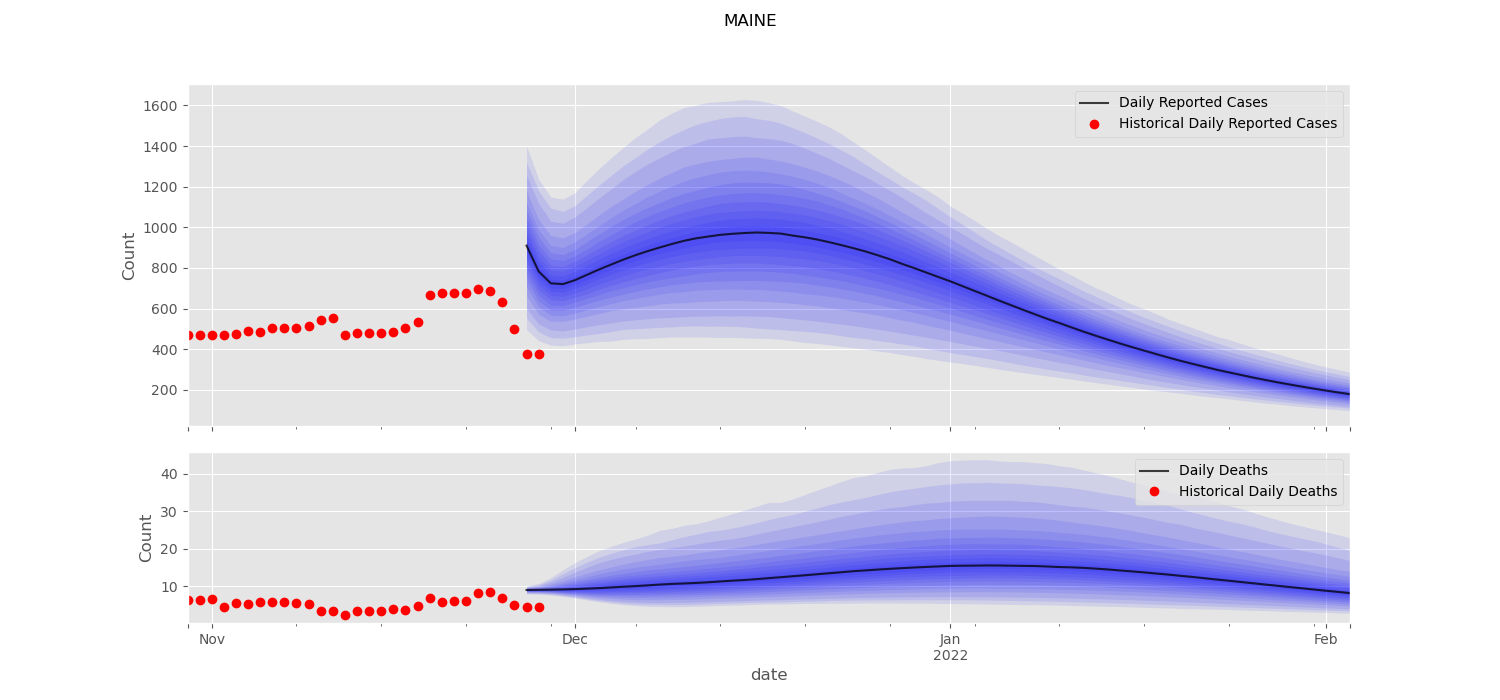 MAINE
Daily Reported Cases
Historical Daily Reported Cases
1600
1400
1200
1000
800
600
400
200
Count
Daily Deaths
Historical Daily Deaths
40
30
20
10
Count
Nov
Dec
Jan
2022
Feb
date